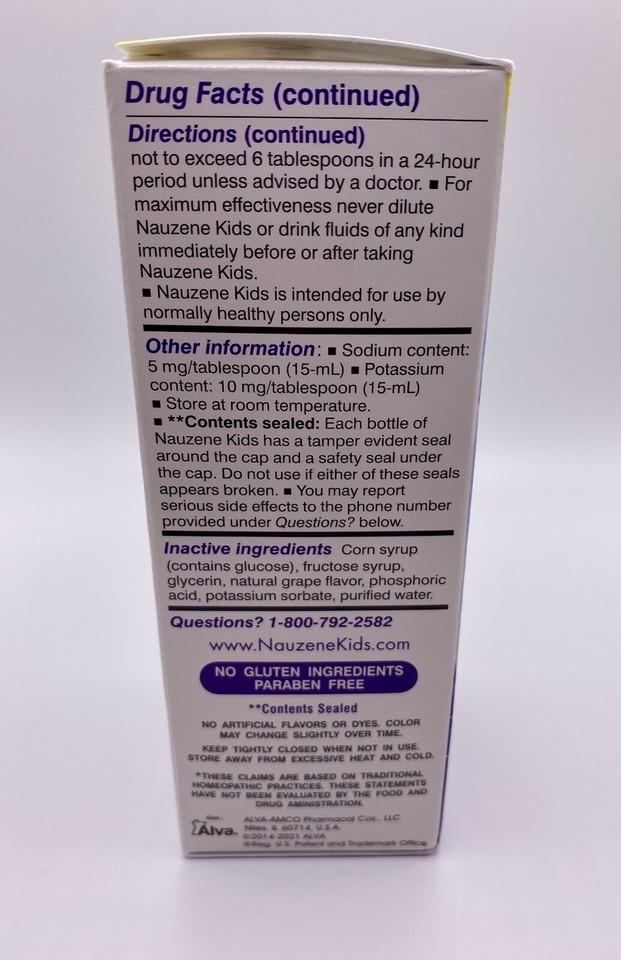 Drug Facts (continued)
Directions (continued)
not to exceed 6 tablespoons in a 24-hour
period unless advised by a doctor. ■ For
maximum effectiveness never dilute
Nauzene Kids or drink fluids of any kind
immediately before or after taking
Nauzene Kids.
■ Nauzene Kids is intended for use by
normally healthy persons only.
Other information: ■ Sodium content:
5 mg/tablespoon (15-mL) ■ Potassium
content: 10 mg/tablespoon (15-mL)
■ Store at room temperature.
■ **Contents sealed: Each bottle of
Nauzene Kids has a tamper evident seal
around the cap and a safety seal under
the cap. Do not use if either of these seals
appears broken. ■ You may report
serious side effects to the phone number
provided under Questions? below.
Inactive ingredients Corn syrup
(contains glucose), fructose syrup,
glycerin, natural grape flavor, phosphoric
acid, potassium sorbate, purified water.
Questions? 1-800-792-2582
www.NauzeneKids.com
NO GLUTEN INGREDIENTS
PARABEN FREE
**Contents Sealed
NO ARTIFICIAL FLAVORS OR DYES. COLOR
MAY CHANGE SLIGHTLY OVER TIME.
KEEP TIGHTLY CLOSED WHEN NOT IN USE.
STORE AWAY FROM EXCESSIVE HEAT AND COLD.
*THESE CLAIMS ARE BASED ON TRADITIONAL
HOMEOPATHIC PRACTICES. THESE STATEMENTS
HAVE NOT BEEN EVALUATED BY THE FOOD AND
DRUG AMINISTRATION.
Alva.
ALVA-AMCO Pharmacal Cos., LLC
Niles, IL 60714, U.S.A.
©2014-2021 ALVA
®Reg. U.S. Patent and Trademark Office